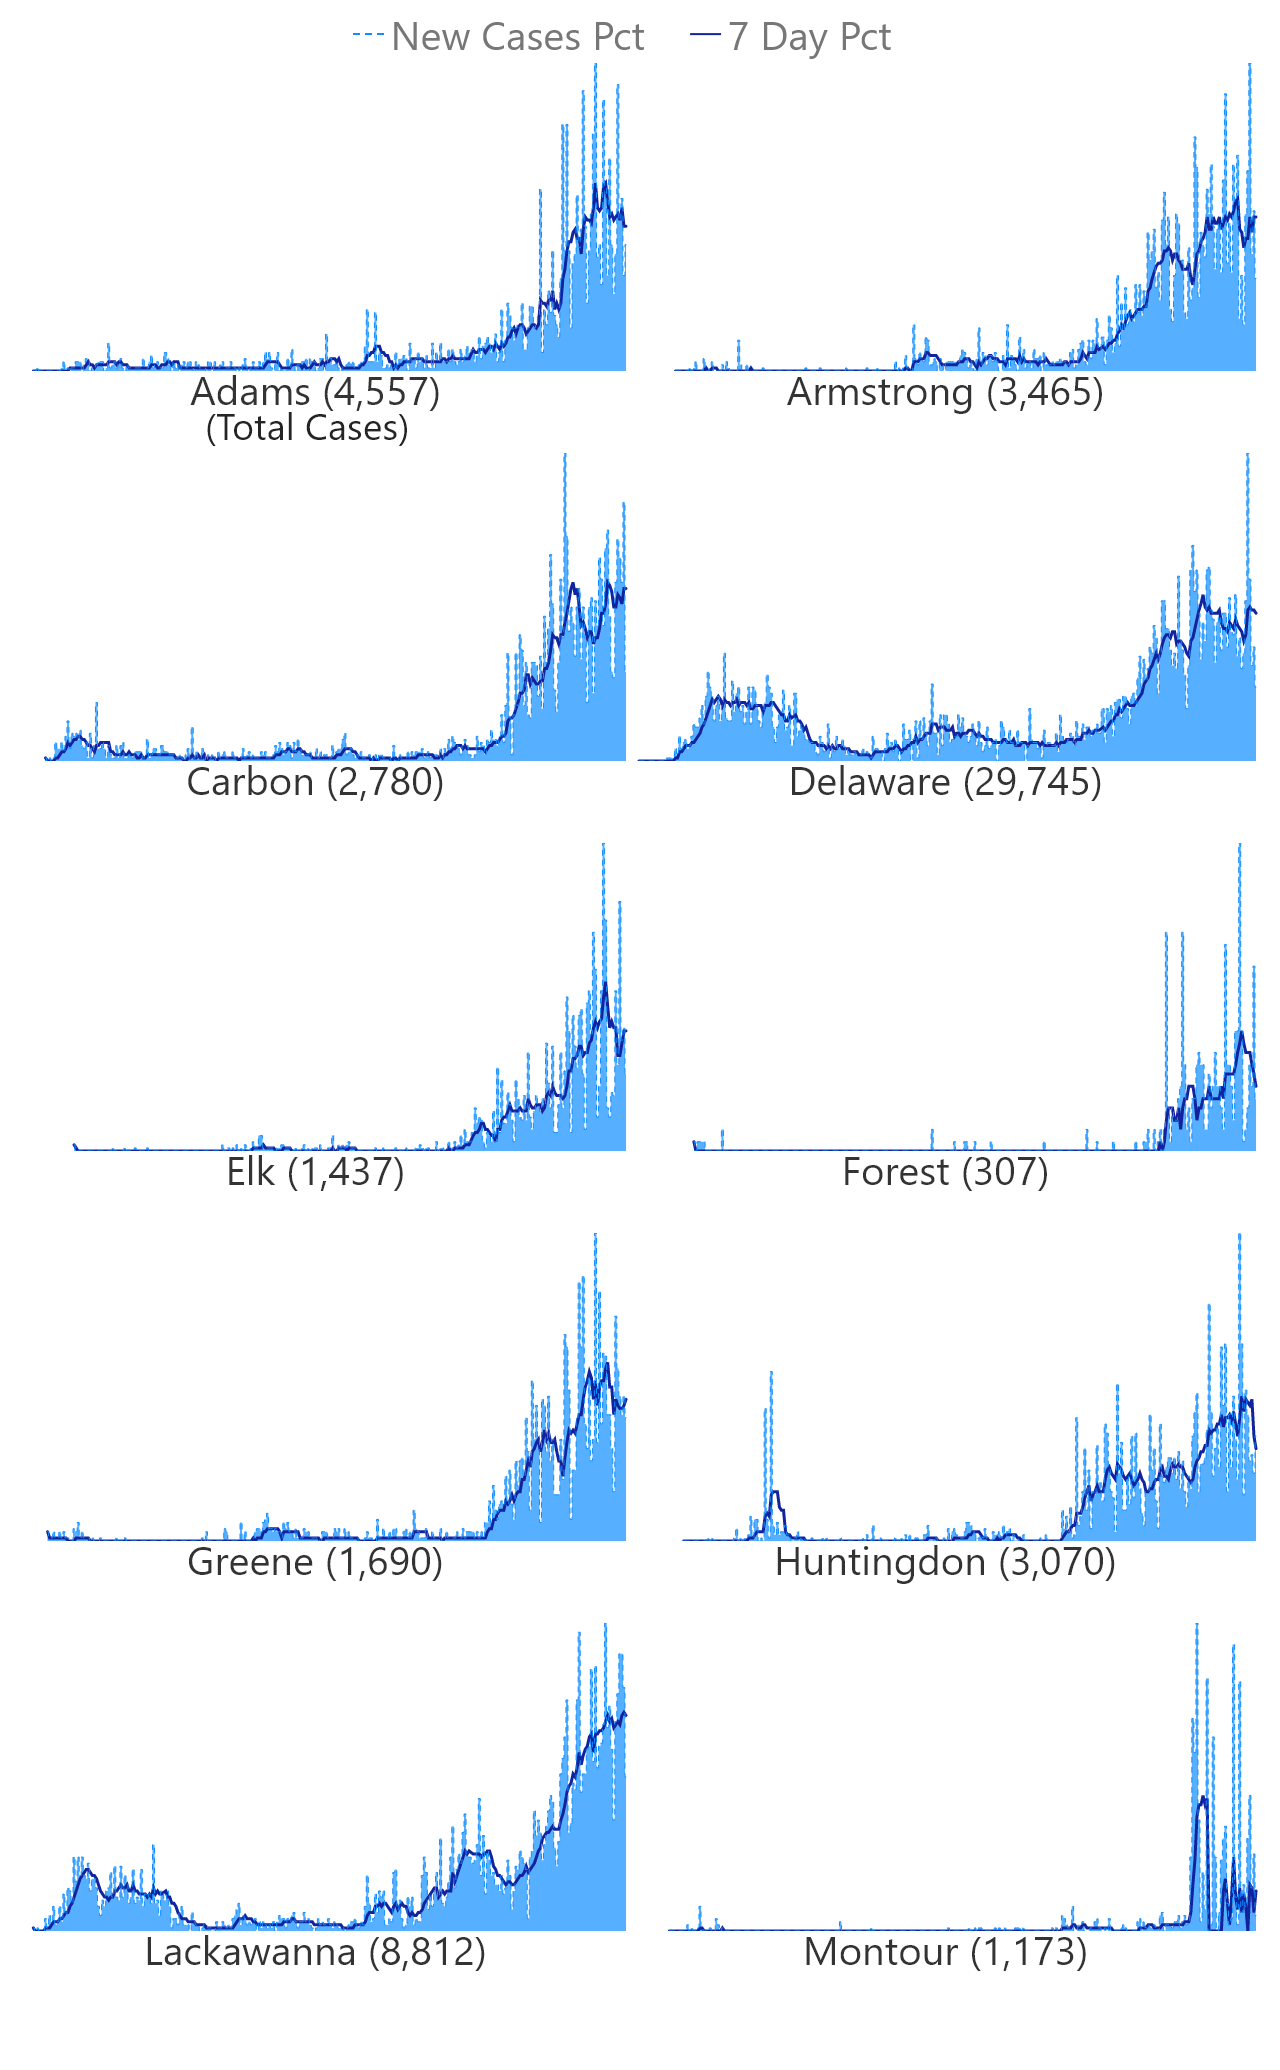 New Cases Pct 7 Day Pct
Adams (4,557) Armstrong (3,465)
(Total Cases)
Carbon (2,780) Delaware (29,745)
Elk (1,437) Forest (307)
Greene (1,690) Huntingdon (3,070)
Lackawanna (8,812) Montour (1,173)